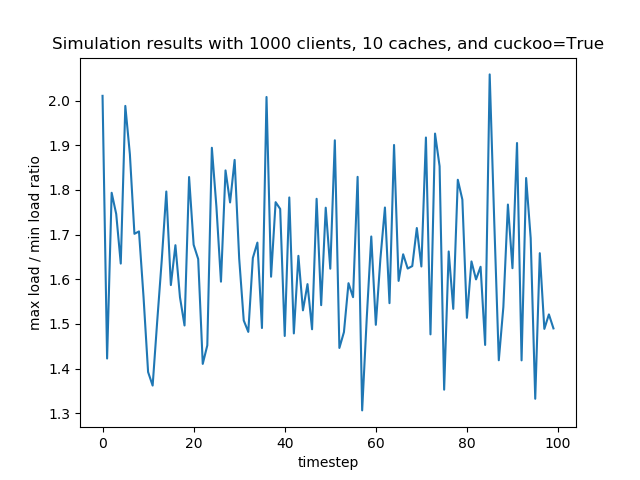 Simulation results with 1000 clients, 10 caches, and cuckoo=True
2.0
1.9
1.8
1.7
1.6
1.5
1.4
1.3
max load / min load ratio
0 20 40 60 80 100
timestep